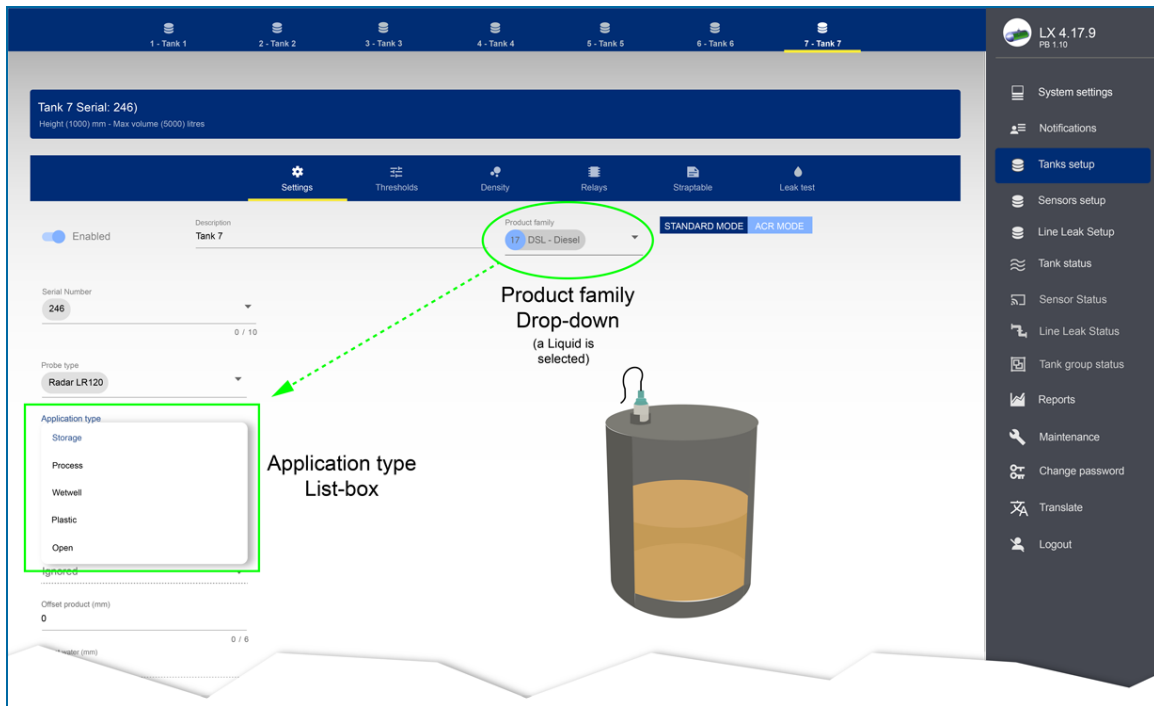 1 - Tank 1
2 - Tank 2
3 - Tank 3
4 - Tank 4
5 - Tank 5
6 - Tank 6
7 - Tank 7
LX 4.17.9
PB 1.10
Tank 7 Serial: 246)
Height (1000) mm - Max volume (5000) litres
Settings
Thresholds
Density
Relays
Straptable
Leak test
Enabled
Description
Tank 7
Product family
17 DSL - Diesel
STANDARD MODE
ACR MODE
Product family
Drop-down
(a Liquid is
selected)
Serial Number
246
0 / 10
Probe type
Radar LR120
Application type
Storage
Process
Wetwell
Plastic
Open
Application type
List-box
Ignored
Offset product (mm)
0
0 / 6
water (mm)
System settings
Notifications
Tanks setup
Sensors setup
Line Leak Setup
Tank status
Sensor Status
Line Leak Status
Tank group status
Reports
Maintenance
Change password
Translate
Logout